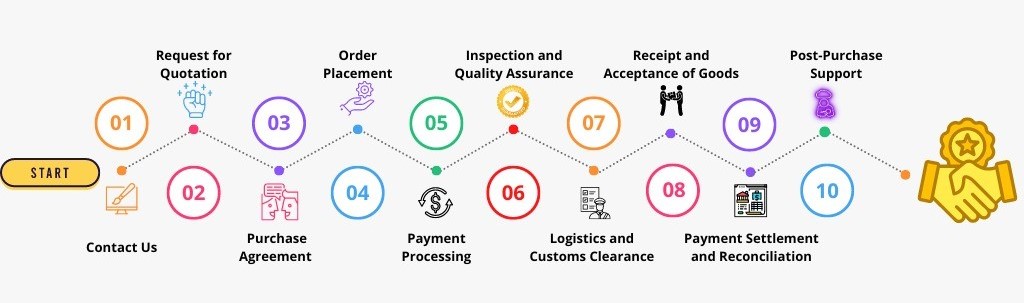 START
01
Contact Us
Request for
Quotation
02
03
Purchase
Agreement
Order
Placement
04
05
Payment
Processing
Inspection and
Quality Assurance
06
07
Logistics and
Customs Clearance
Receipt and
Acceptance of Goods
08
09
Payment Settlement
and Reconciliation
Post-Purchase
Support
10